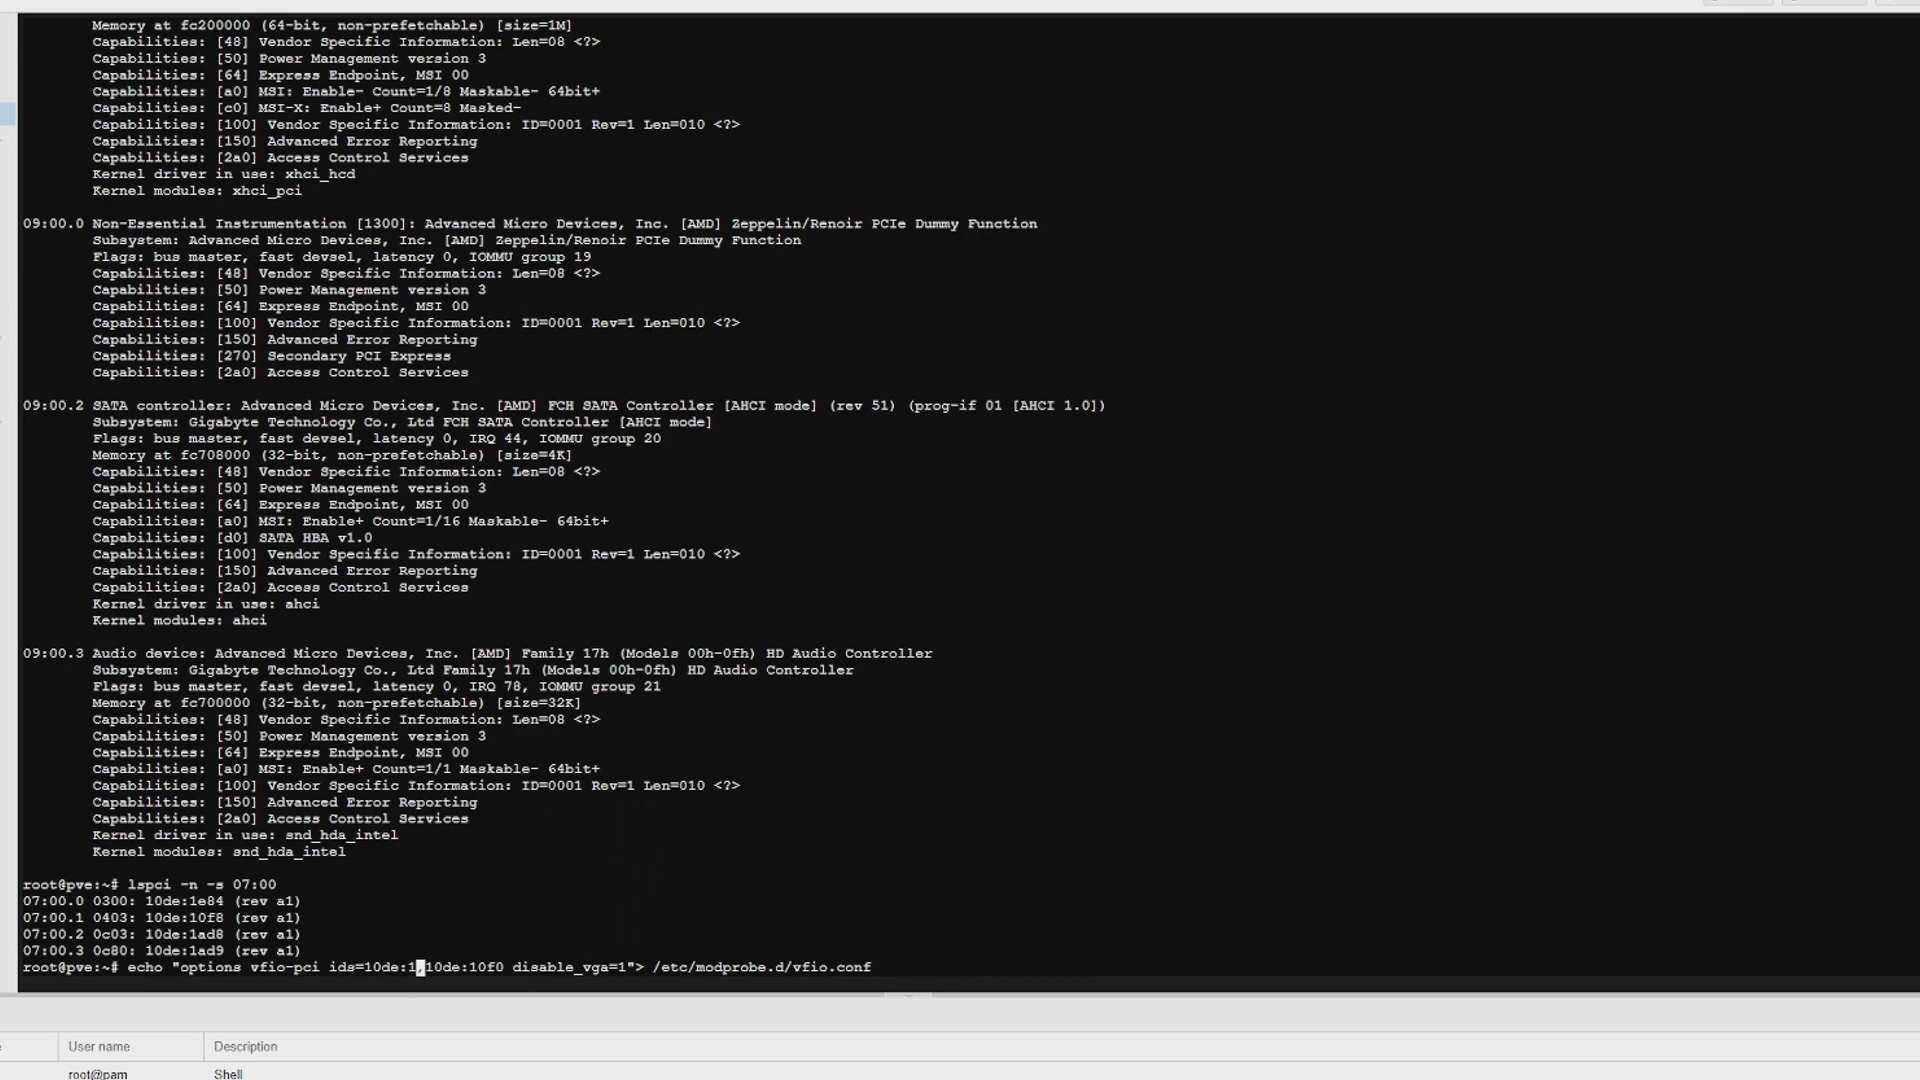 Memory at fc200000 (64-bit, non-prefetchable) [size=1M]
Capabilities: [48] Vendor Specific Information: Len=08 <?>
Capabilities: [50] Power Management version 3
Capabilities: [64] Express Endpoint, MSI 00
Capabilities: [a0] MSI: Enable- Count=1/8 Maskable- 64bit+
Capabilities: [c0] MSI-X: Enable+ Count=8 Masked-
Capabilities: [100] Vendor Specific Information: ID=0001 Rev=1 Len=010 <?>
Capabilities: [150] Advanced Error Reporting
Capabilities: [2a0] Access Control Services
Kernel driver in use: xhci_hcd
Kernel modules: xhci_pci
09:00.0 Non-Essential Instrumentation [1300]: Advanced Micro Devices, Inc. [AMD] Zeppelin/Renoir PCIe Dummy Function
Subsystem: Advanced Micro Devices, Inc. [AMD] Zeppelin/Renoir PCIe Dummy Function
Flags: bus master, fast devsel, latency 0, IOMMU group 19
Capabilities: [48] Vendor Specific Information: Len=08 <?>
Capabilities: [50] Power Management version 3
Capabilities: [64] Express Endpoint, MSI 00
Capabilities: [100] Vendor Specific Information: ID=0001 Rev=1 Len=010 <?>
Capabilities: [150] Advanced Error Reporting
Capabilities: [270] Secondary PCI Express
Capabilities: [2a0] Access Control Services
09:00.2 SATA controller: Advanced Micro Devices, Inc. [AMD] FCH SATA Controller [AHCI mode] (rev 51) (prog-if 01 [AHCI 1.0])
Subsystem: Gigabyte Technology Co., Ltd FCH SATA Controller [AHCI mode]
Flags: bus master, fast devsel, latency 0, IRQ 44, IOMMU group 20
Memory at fc708000 (32-bit, non-prefetchable) [size=4K]
Capabilities: [48] Vendor Specific Information: Len=08 <?>
Capabilities: [50] Power Management version 3
Capabilities: [64] Express Endpoint, MSI 00
Capabilities: [a0] MSI: Enable+ Count=1/16 Maskable- 64bit+
Capabilities: [d0] SATA HBA v1.0
Capabilities: [100] Vendor Specific Information: ID=0001 Rev=1 Len=010 <?>
Capabilities: [150] Advanced Error Reporting
Capabilities: [2a0] Access Control Services
Kernel driver in use: ahci
Kernel modules: ahci
09:00.3 Audio device: Advanced Micro Devices, Inc. [AMD] Family 17h (Models 00h-0fh) HD Audio Controller
Subsystem: Gigabyte Technology Co., Ltd Family 17h (Models 00h-0fh) HD Audio Controller
Flags: bus master, fast devsel, latency 0, IRQ 78, IOMMU group 21
Memory at fc700000 (32-bit, non-prefetchable) [size=32K]
Capabilities: [48] Vendor Specific Information: Len=08 <?>
Capabilities: [50] Power Management version 3
Capabilities: [64] Express Endpoint, MSI 00
Capabilities: [a0] MSI: Enable+ Count=1/1 Maskable- 64bit+
Capabilities: [100] Vendor Specific Information: ID=0001 Rev=1 Len=010 <?>
Capabilities: [150] Advanced Error Reporting
Capabilities: [2a0] Access Control Services
Kernel driver in use: snd_hda_intel
Kernel modules: snd_hda_intel
root@pve:~# lspci -n -s 07:00
07:00.0 0300: 10de:1e84 (rev a1)
07:00.1 0403: 10de:10f8 (rev a1)
07:00.2 0c03: 10de:1ad8 (rev a1)
07:00.3 0c80: 10de:1ad9 (rev a1)
root@pve:~# echo "options vfio-pci ids=10de:1,10de:10f0 disable_vga=1"> /etc/modprobe.d/vfio.conf
User name Description
root@pam Shell